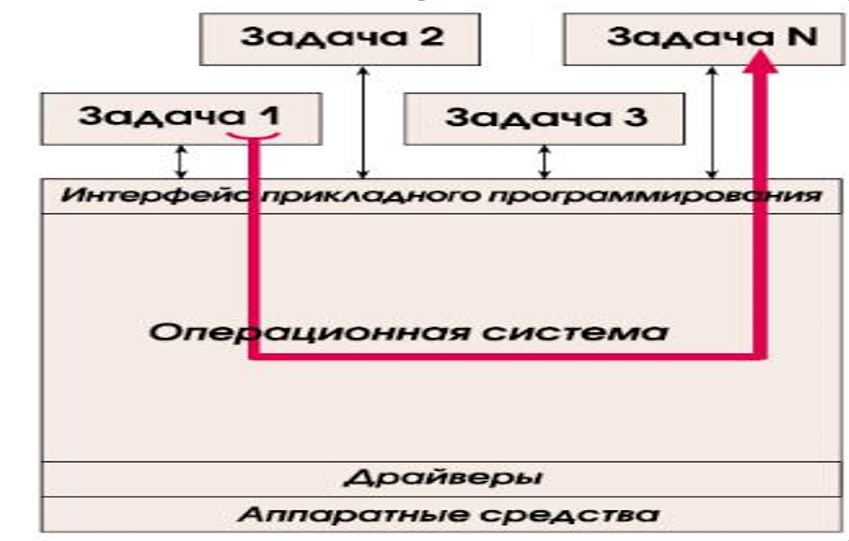 Задача 2
Задача N
Задача 1
Задача 3
Интерфейс прикладного программирования
Операционная система
Драйверы
Аппаратные средства